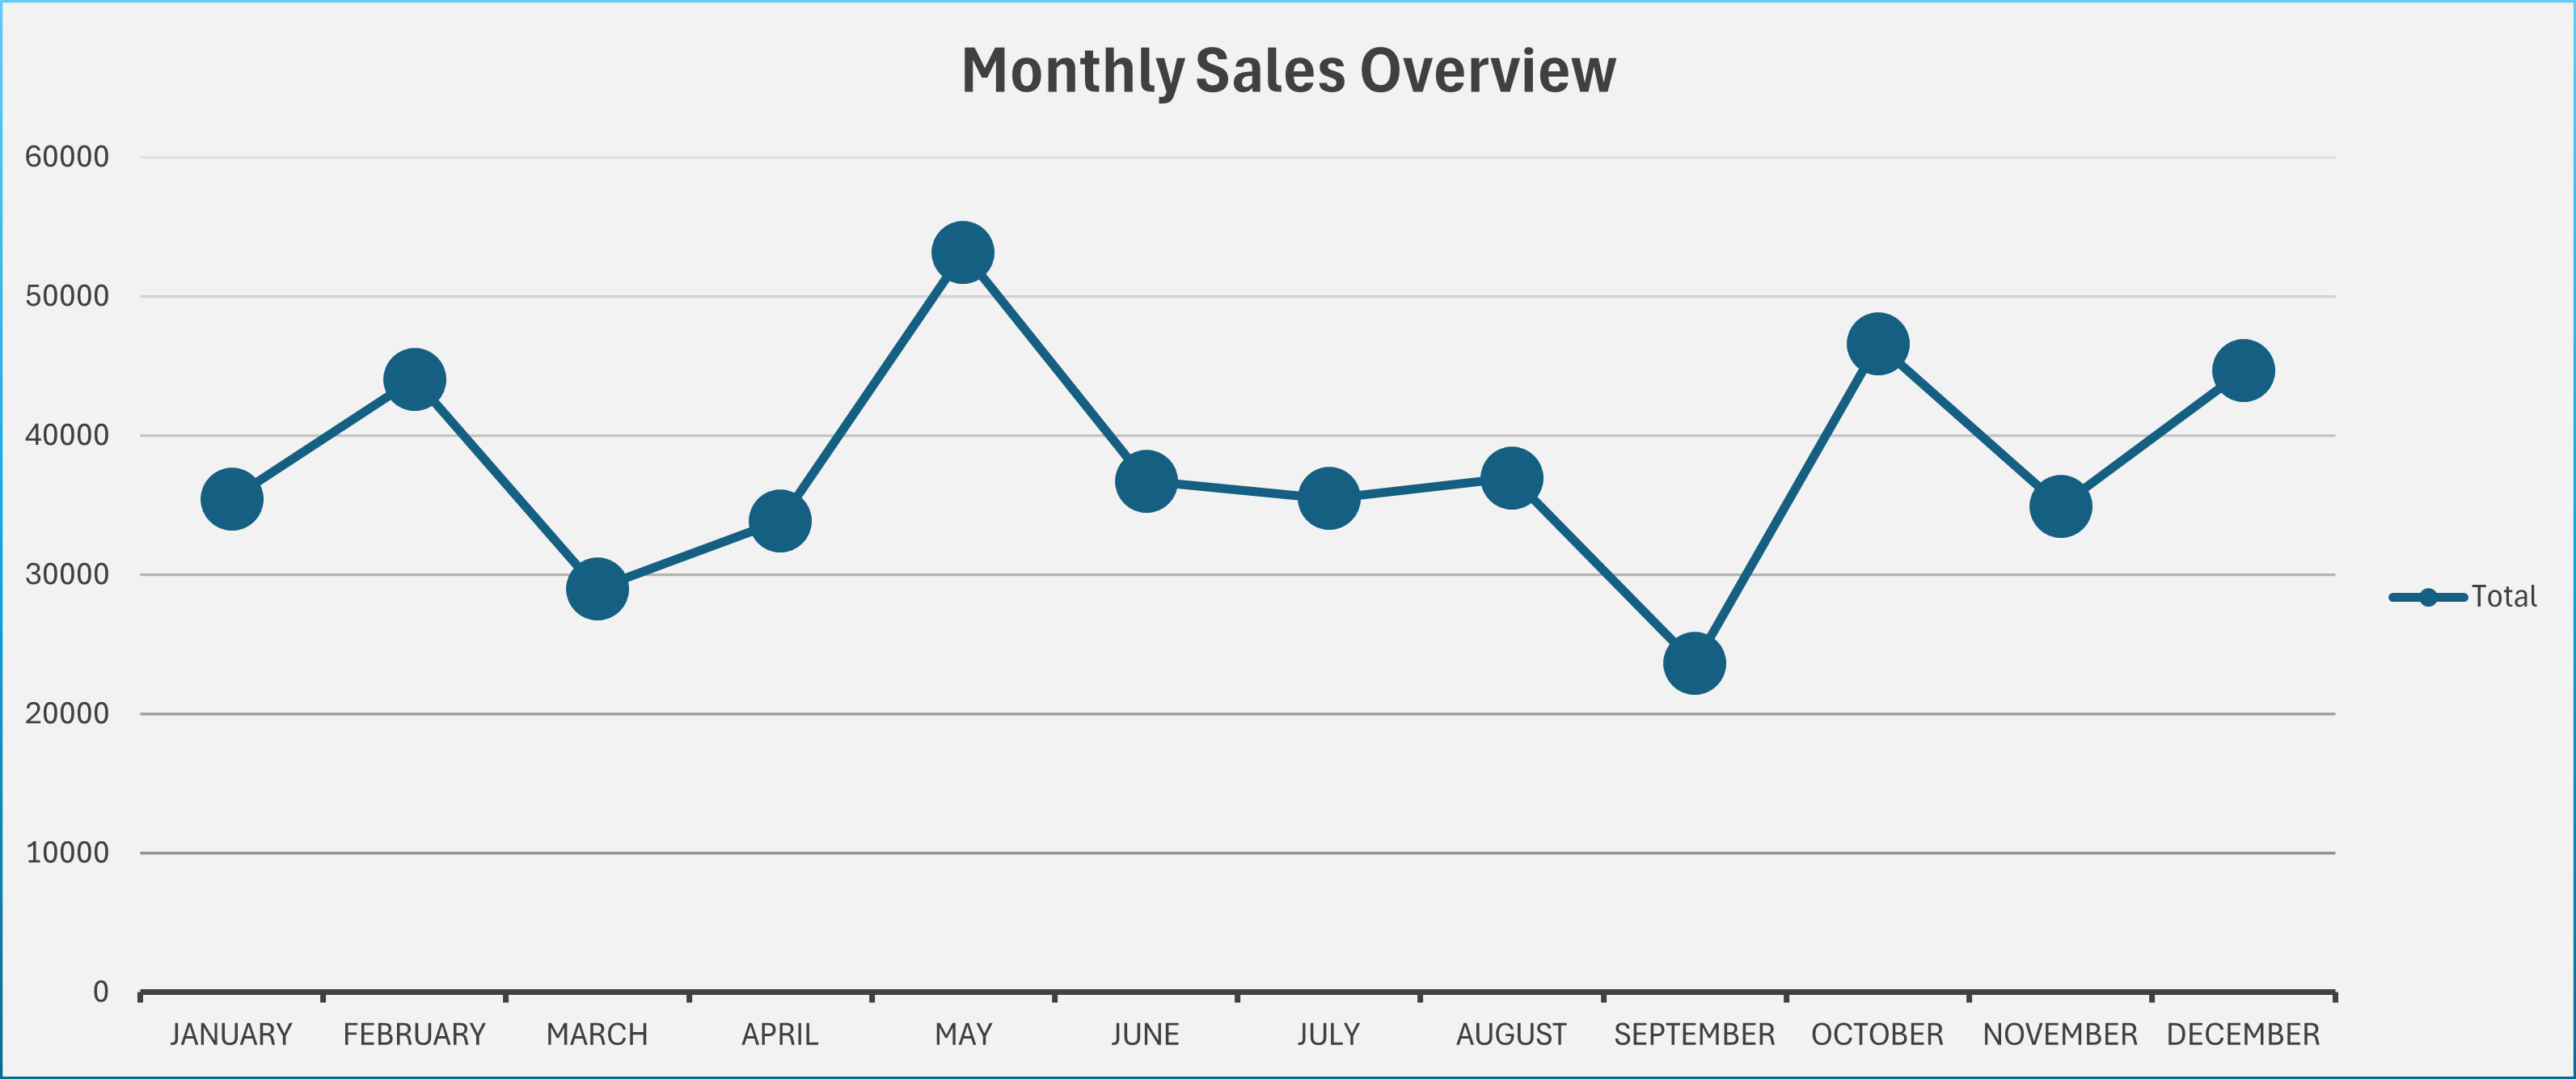 Monthly Sales Overview
60000
50000
40000
30000
20000
10000
0
JANUARY FEBRUARY MARCH APRIL MAY JUNE JULY AUGUST SEPTEMBER OCTOBER NOVEMBER DECEMBER
Total